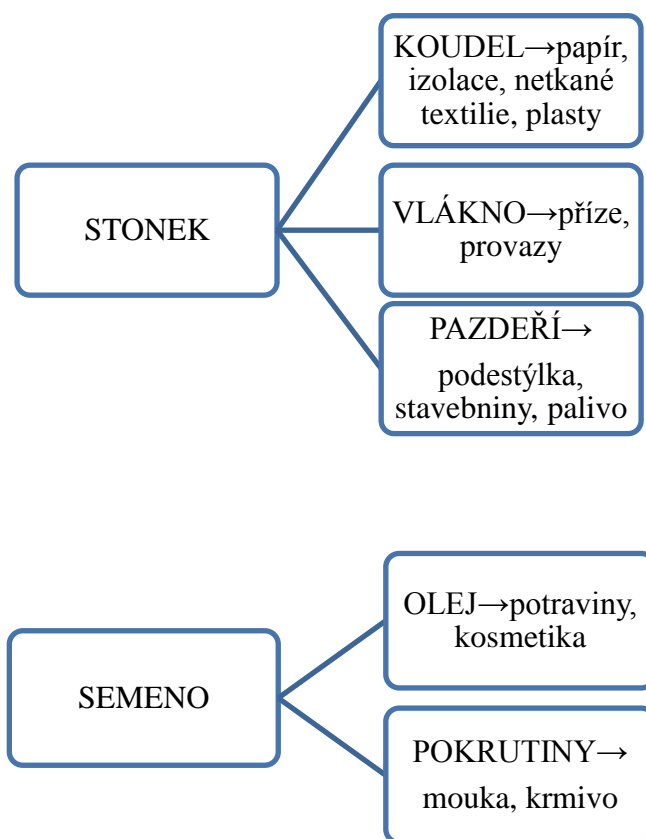 KOUDEL→papír,
izolace, netkané
textilie, plasty
STONEK
VLÁKNO→příze,
provazy
PAZDEŘÍ→
podestýlka,
stavebniny, palivo
OLEJ→potraviny,
kosmetika
SEMENO
POKRUTINY→
mouka, krmivo